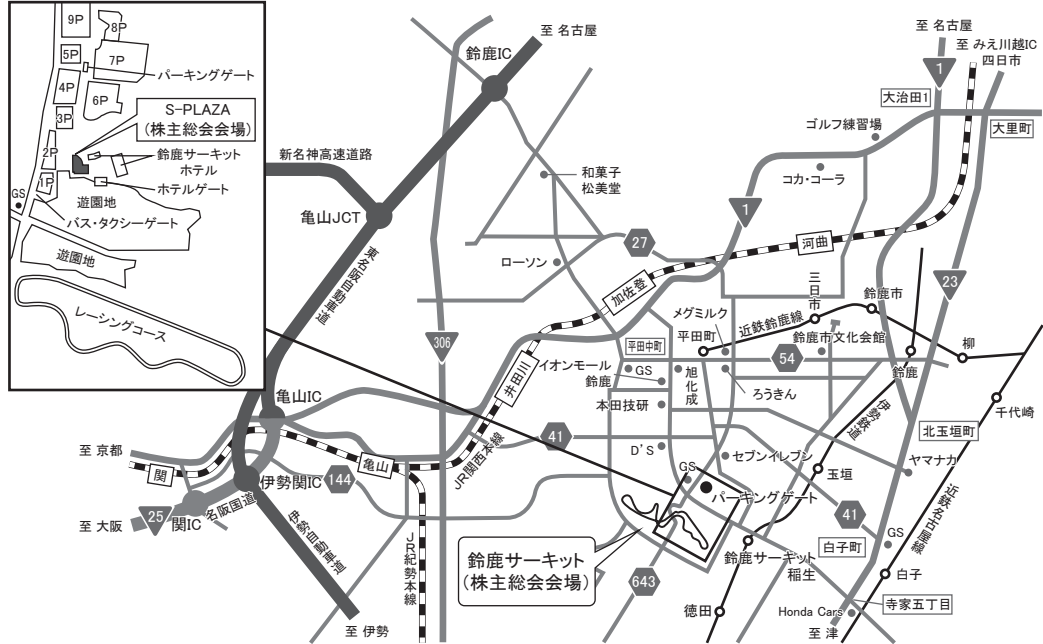 9P
8P
5P
7P
4P
パーキングゲート
6P
3P
S-PLAZA
(株主総会会場)
2P
鈴鹿サーキット
ホテル
1P
ホテルゲート
GS
遊園地
バス・タクシーゲート
遊園地
レーシングコース
至 名古屋
鈴鹿IC
新名神高速道路
亀山JCT
東名阪自動車道
和菓子
松美堂
27
ローソン
加佐登
306
井田川
亀山IC
至 京都
関
亀山
JR関西本線
144
伊勢関IC
名阪国道
関IC
25
至 大阪
伊勢自動車道
JR紀勢本線
至 伊勢
至 名古屋
至 みえ川越IC
四日市
1
大治田1
大里町
ゴルフ練習場
コカ・コーラ
1
河曲
23
三日市
鈴鹿市
メグミルク
近鉄鈴鹿線
平田町
鈴鹿市文化会館
平田中町
54
柳
イオンモール
鈴鹿
GS
旭化成
ろうきん
鈴鹿
本田技研
伊勢鉄道
千代崎
41
D'S
北玉垣町
セブンイレブン
玉垣
ヤマナカ
GS
パーキングゲート
41
近鉄名古屋線
鈴鹿サーキット
(株主総会会場)
鈴鹿サーキット
稲生
白子町
GS
643
白子
徳田
寺家五丁目
Honda Cars
至 津